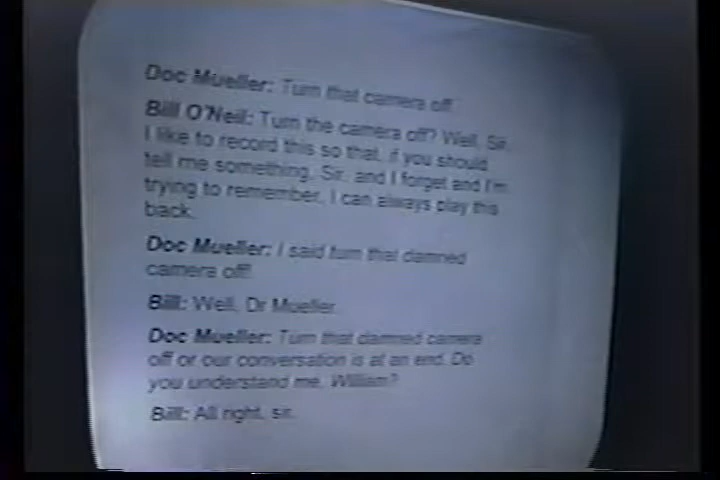 Doc Mueller: Turn that camera off.
Bill O'Neil: Turn the camera off? Well, Sir,
I like to record this so that, if you should
tell me something, Sir, and I forget and I'm
trying to remember, I can always play this
back.
Doc Mueller: I said turn that damned
camera off!
Bill: Well, Dr Mueller.
Doc Mueller: Turn that damned camera
off or our conversation is at an end. Do
you understand me, William?
Bill: All right, sir.